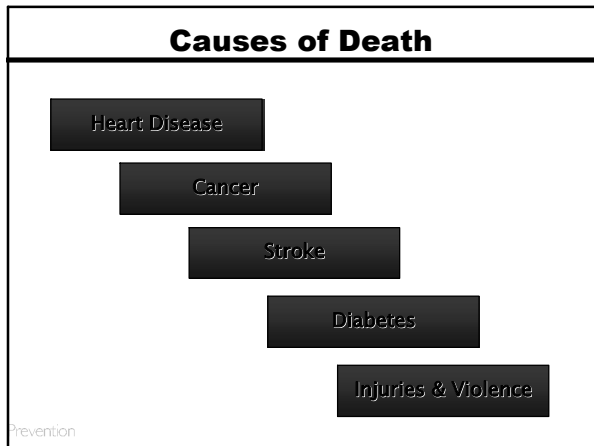 Causes of Death
Heart Disease
Cancer
Stroke
Diabetes
Injuries & Violence
Prevention